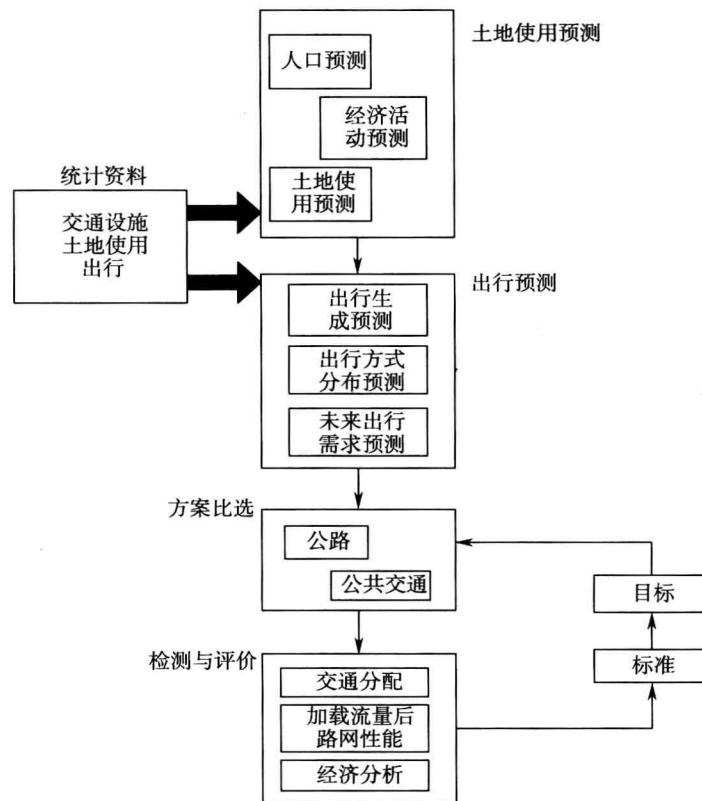 土地使用预测
人口预测
经济活
动预测
土地使
用预测
统计资料
交通设施
土地使用
出行
出行预测
出行生
成预测
出行方式
分布预测
未来出行
需求预测
方案比选
公路
公共交通
目标
标准
检测与评价
交通分配
加载流量后
路网性能
经济分析